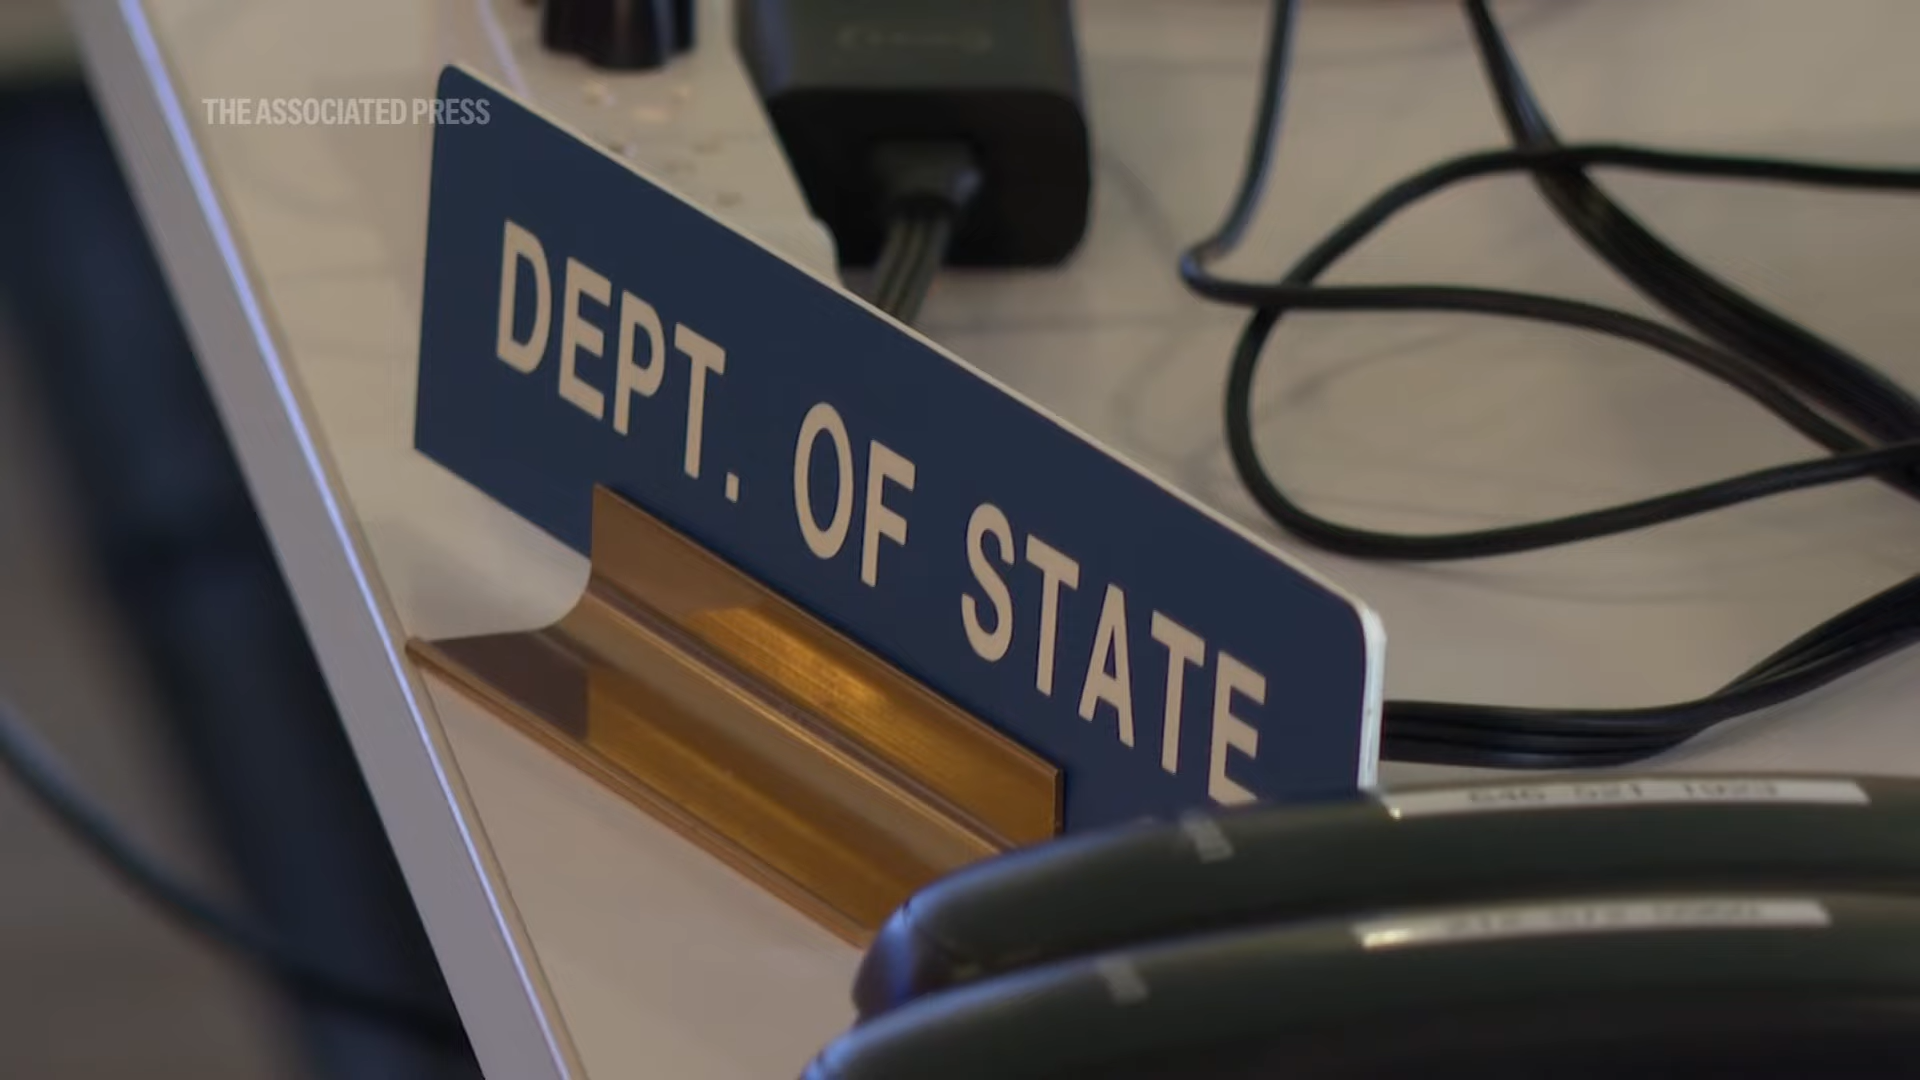 THE ASSOCIATED PRESS
DEPT. OF STATE